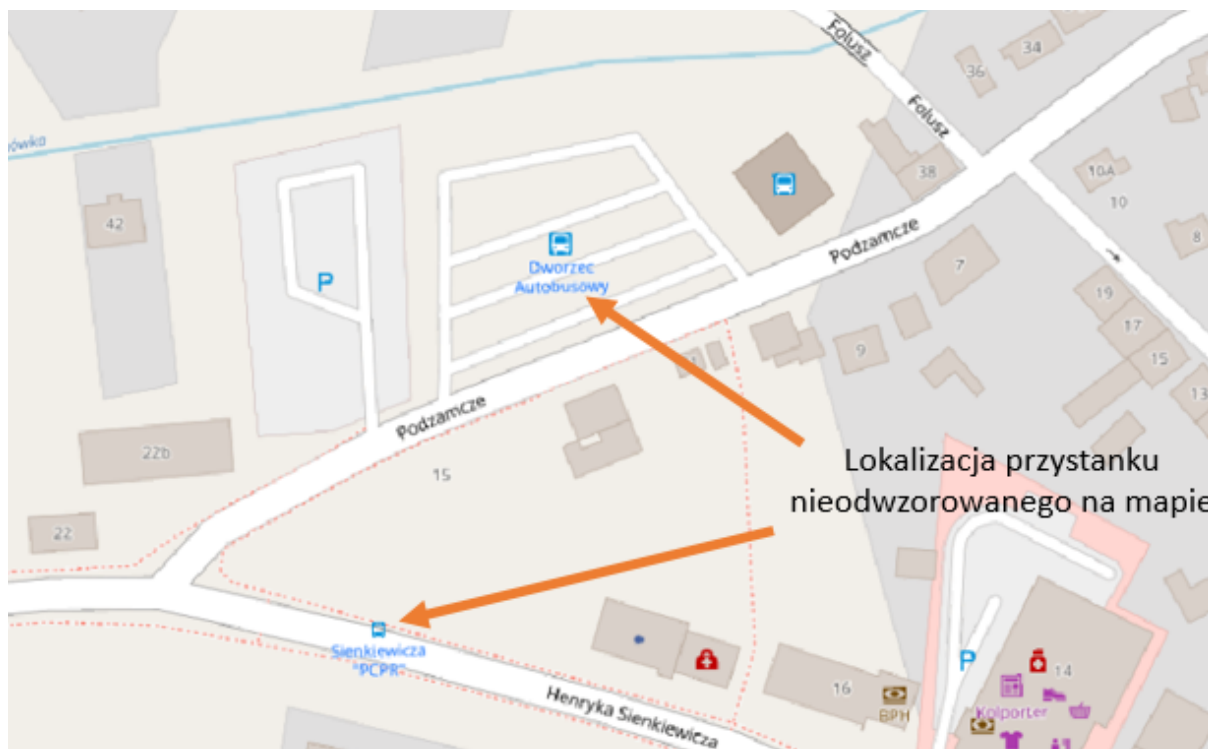 Folusz
34
36
Folusz
ówka
38
10A
10
42
8
Podzamcze
7
Dworzec
Autobusowy
P
19
17
9
15
13
Podzamcze
22b
15
Lokalizacja przystanku
nieodwzorowanego na mapie
22
Sienkiewicza
"PCPR"
P
14
16
BPH
Kolporter
Henryka Sienkiewicza